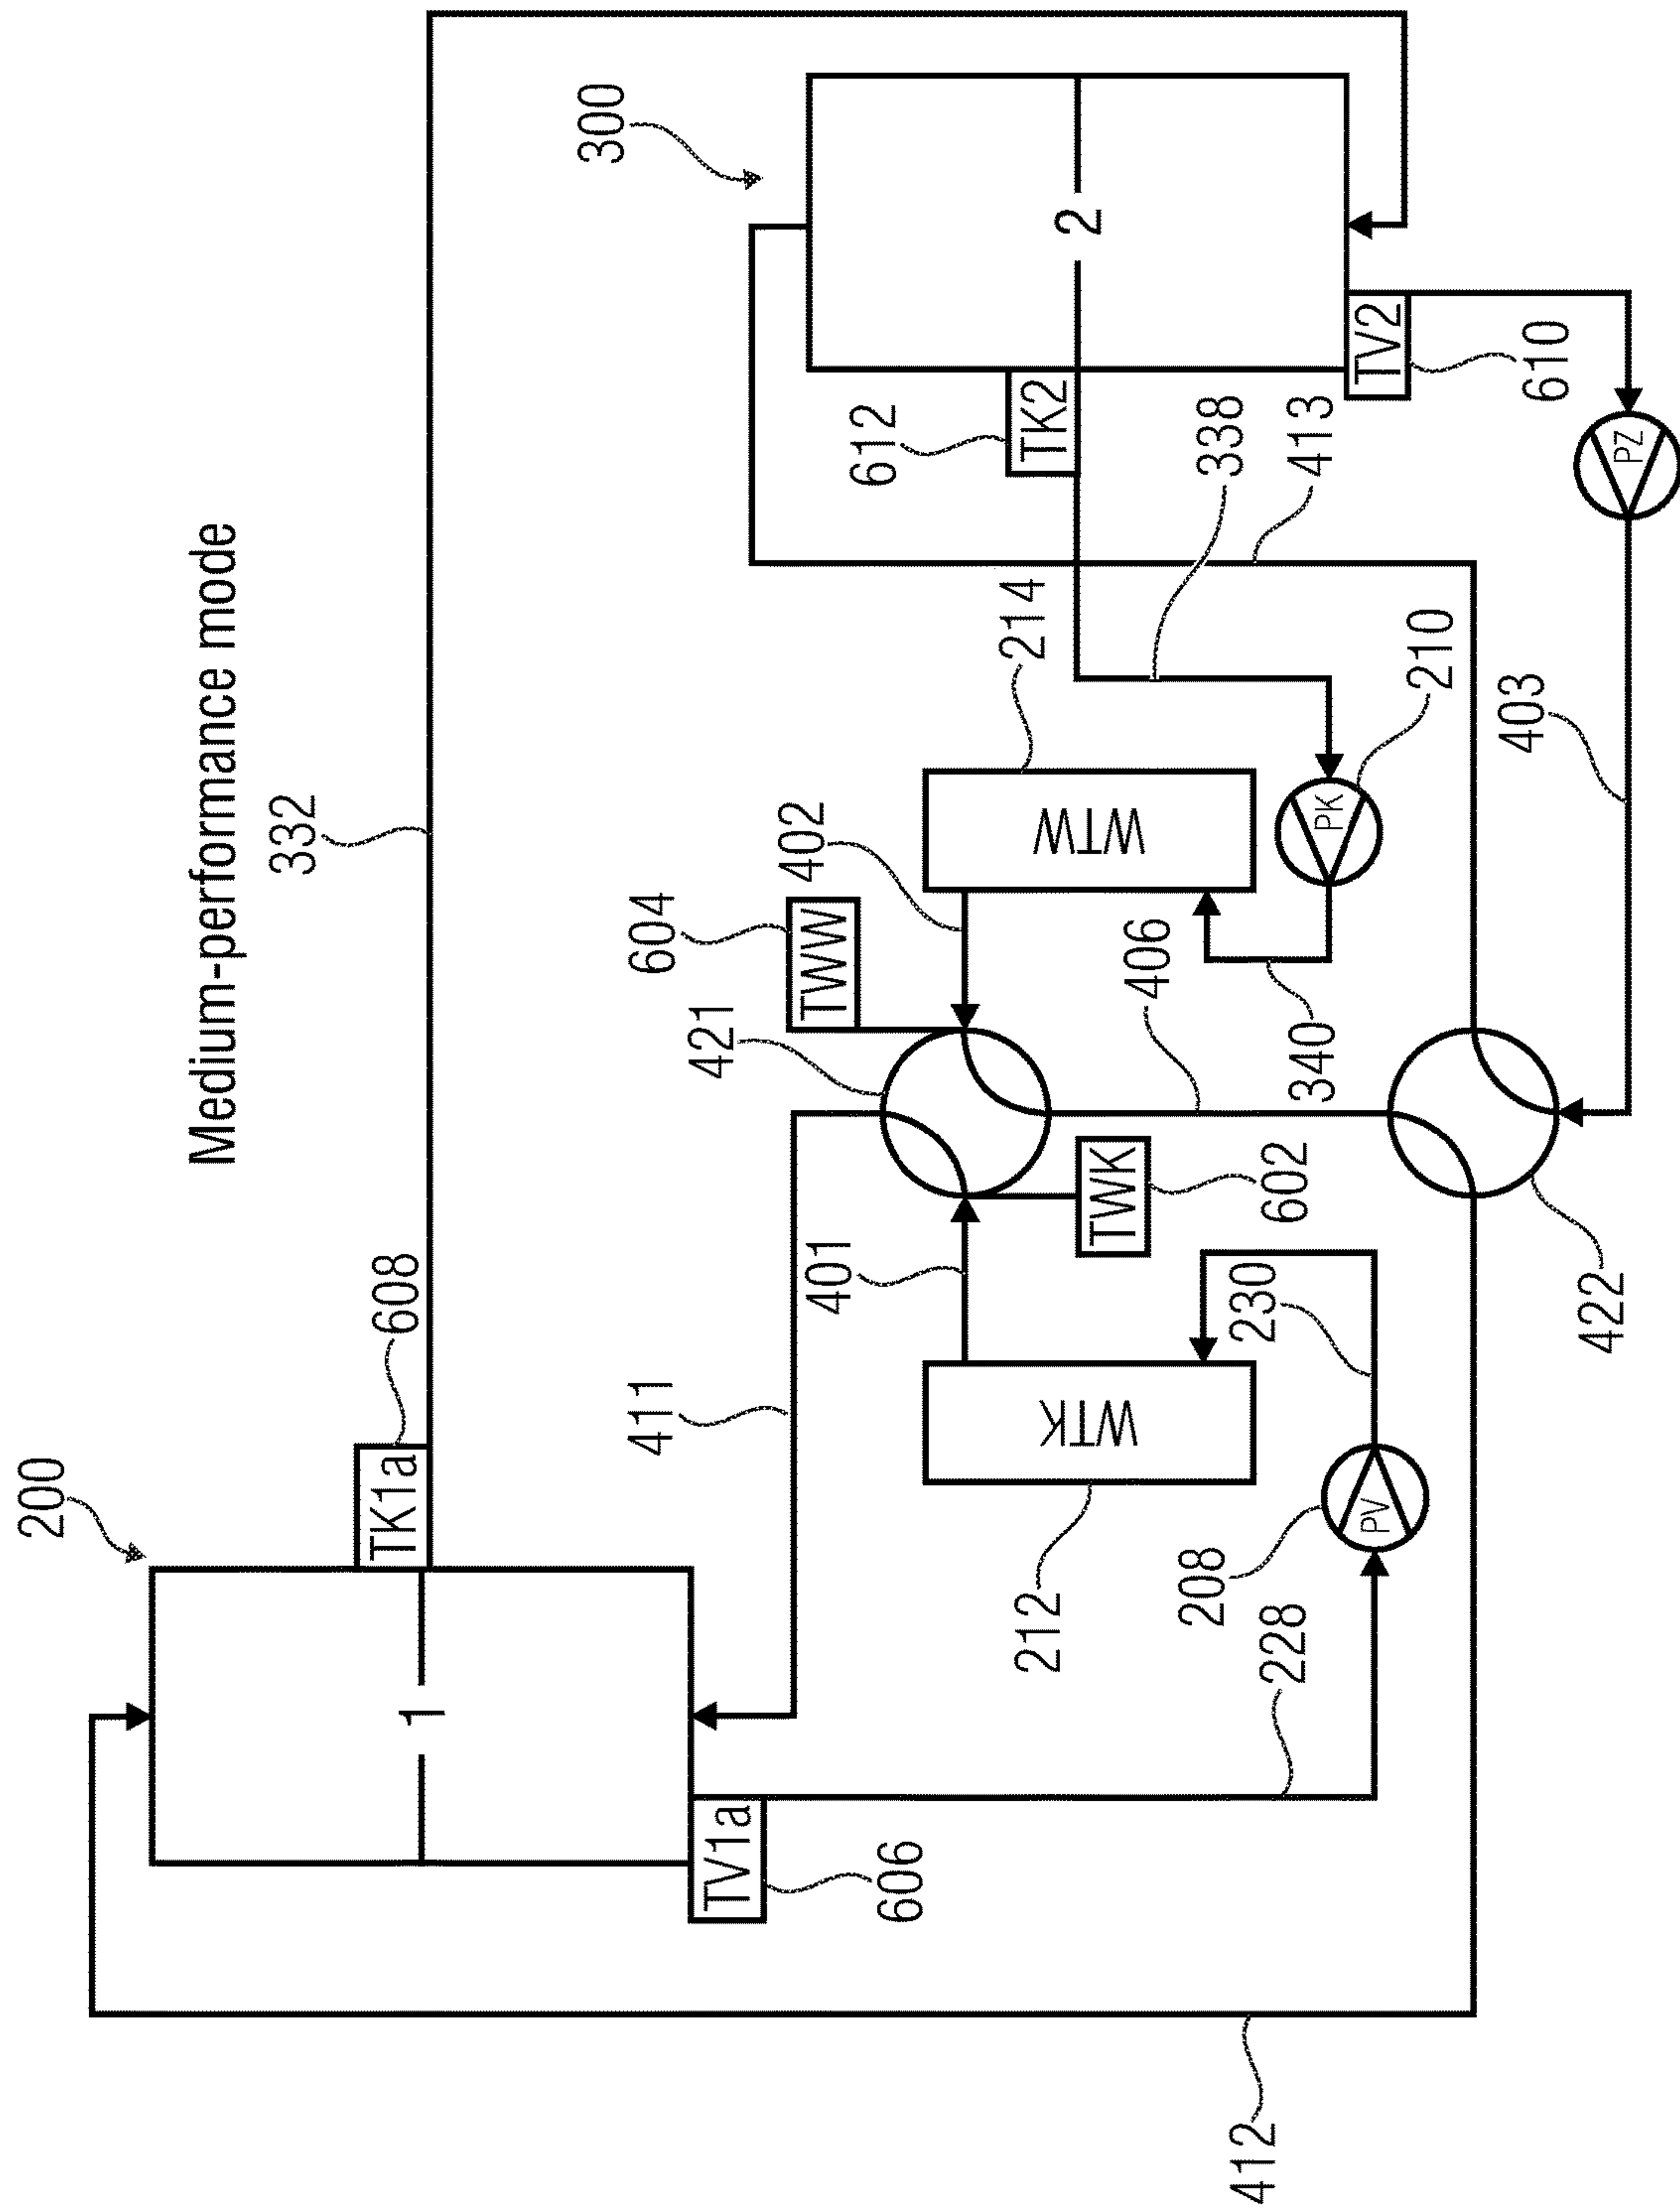 Medium-performance mode
200
TK1a
608
332
300
1
2
TV1a
606
411
401
421
604
TWW
402
214
612
TK2
338
413
TV2
610
WTK
212
TWK
602
WTW
406
340
PK
210
403
PZ
208
PV
230
228
422
412